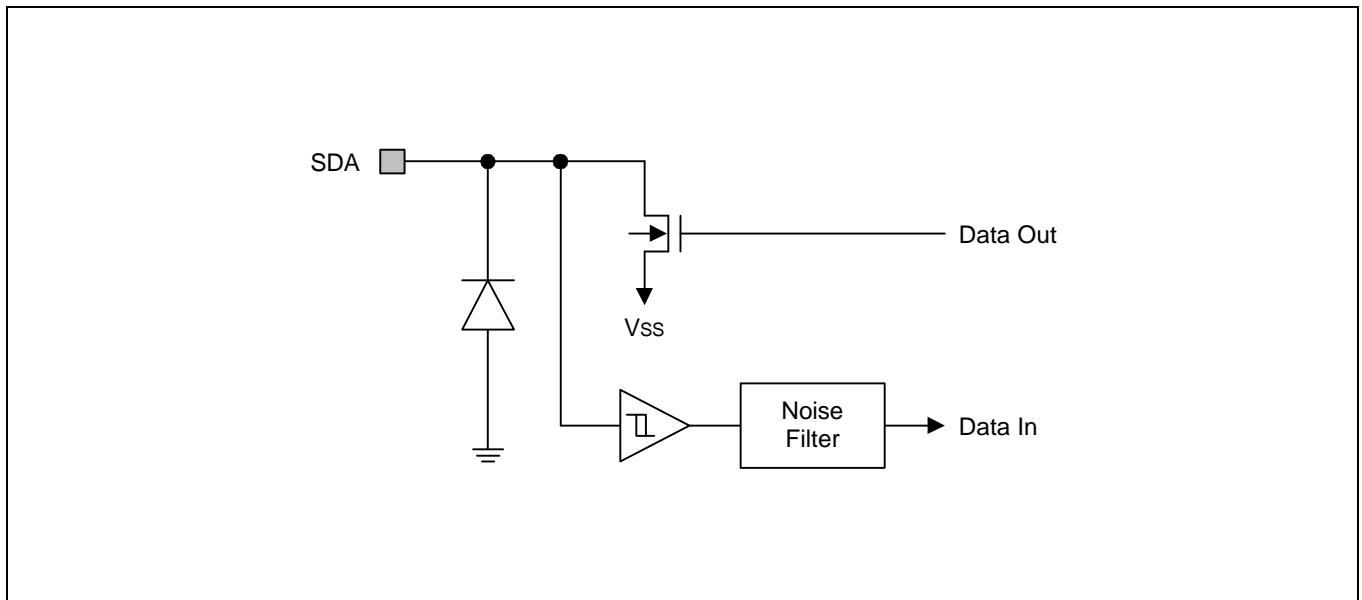 SDA
Data Out
VSS
Noise
Filter
Data In